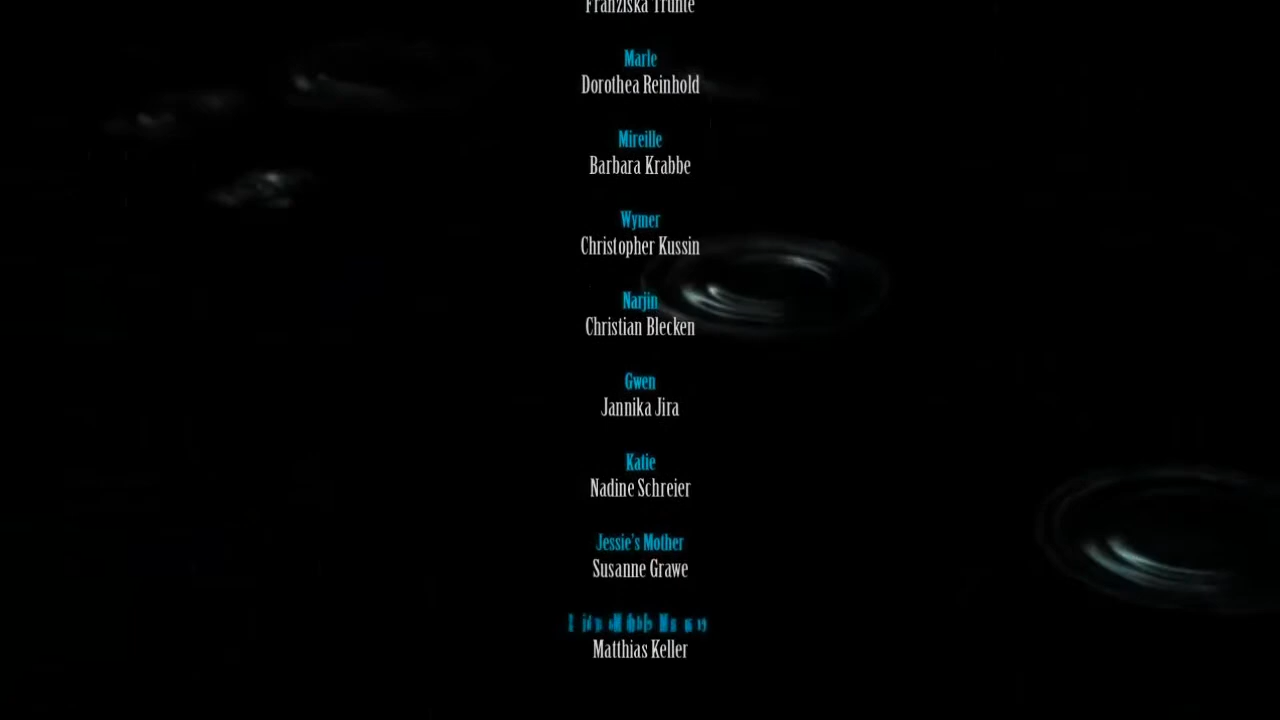 Franziska Trunte
Marle
Dorothea Reinhold
Mireille
Barbara Krabbe
Wymer
Christopher Kussin
Narjin
Christian Blecken
Gwen
Jannika Jira
Katie
Nadine Schreier
Jessie's Mother
Susanne Grawe
Matthias Keller